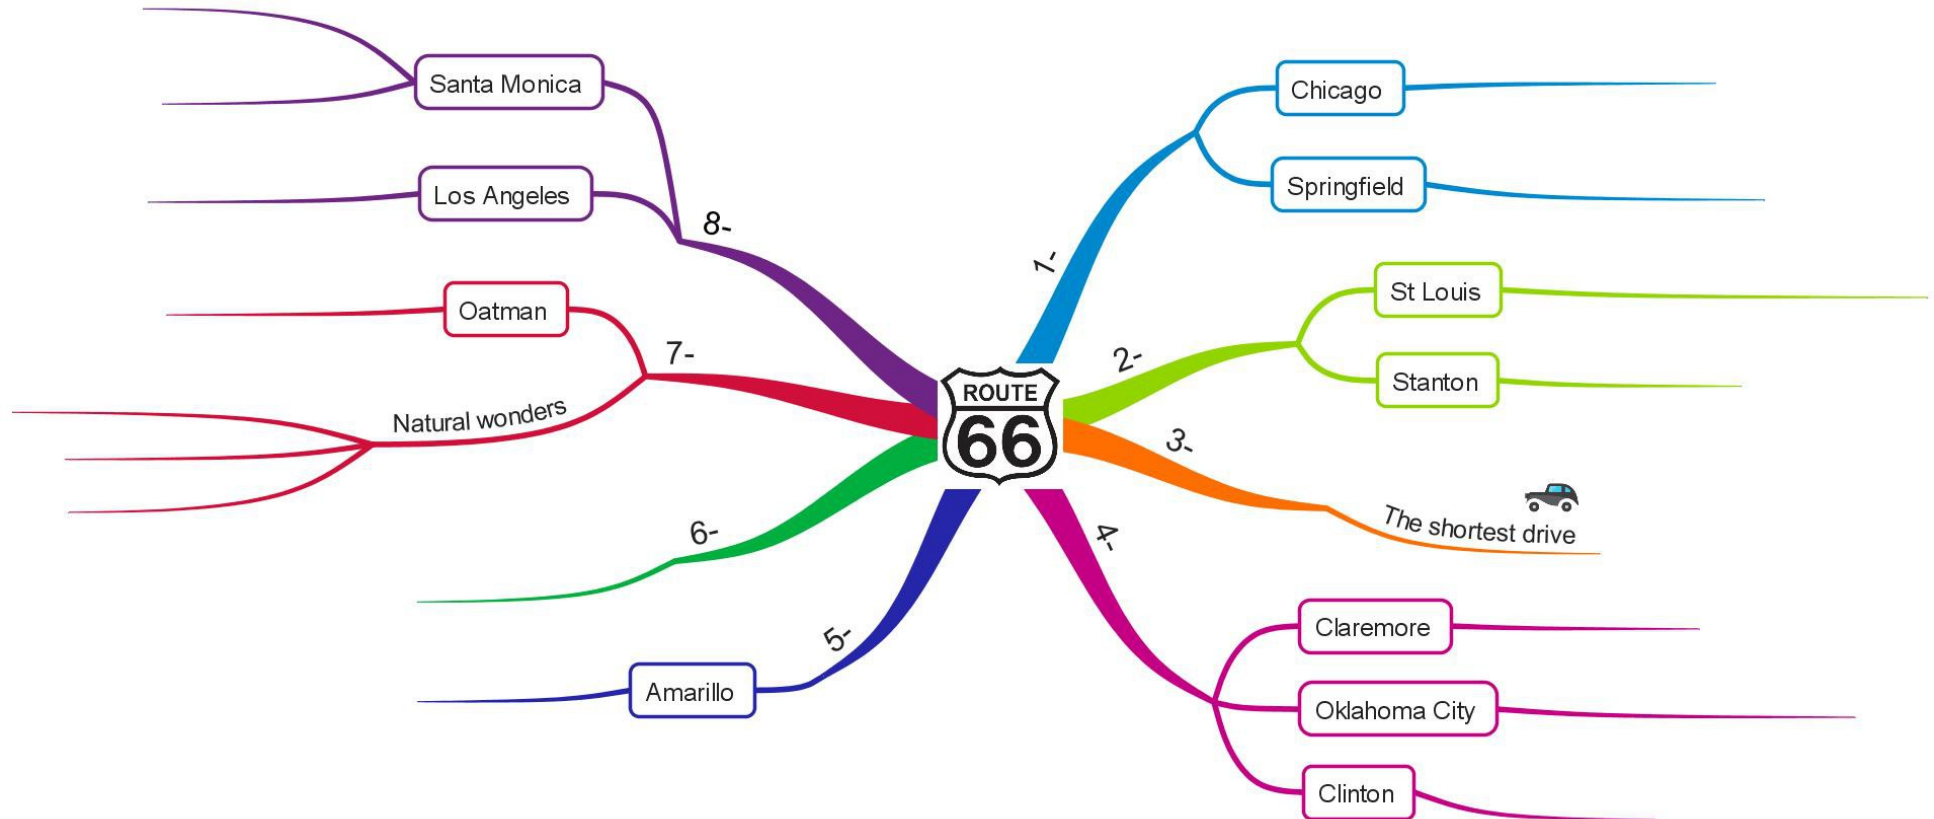 ROUTE
66
1-
Chicago
Springfield
2-
St Louis
Stanton
3-
The shortest drive
4-
Claremore
Oklahoma City
Clinton
5-
Amarillo
6-
7-
Oatman
Natural wonders
8-
Santa Monica
Los Angeles